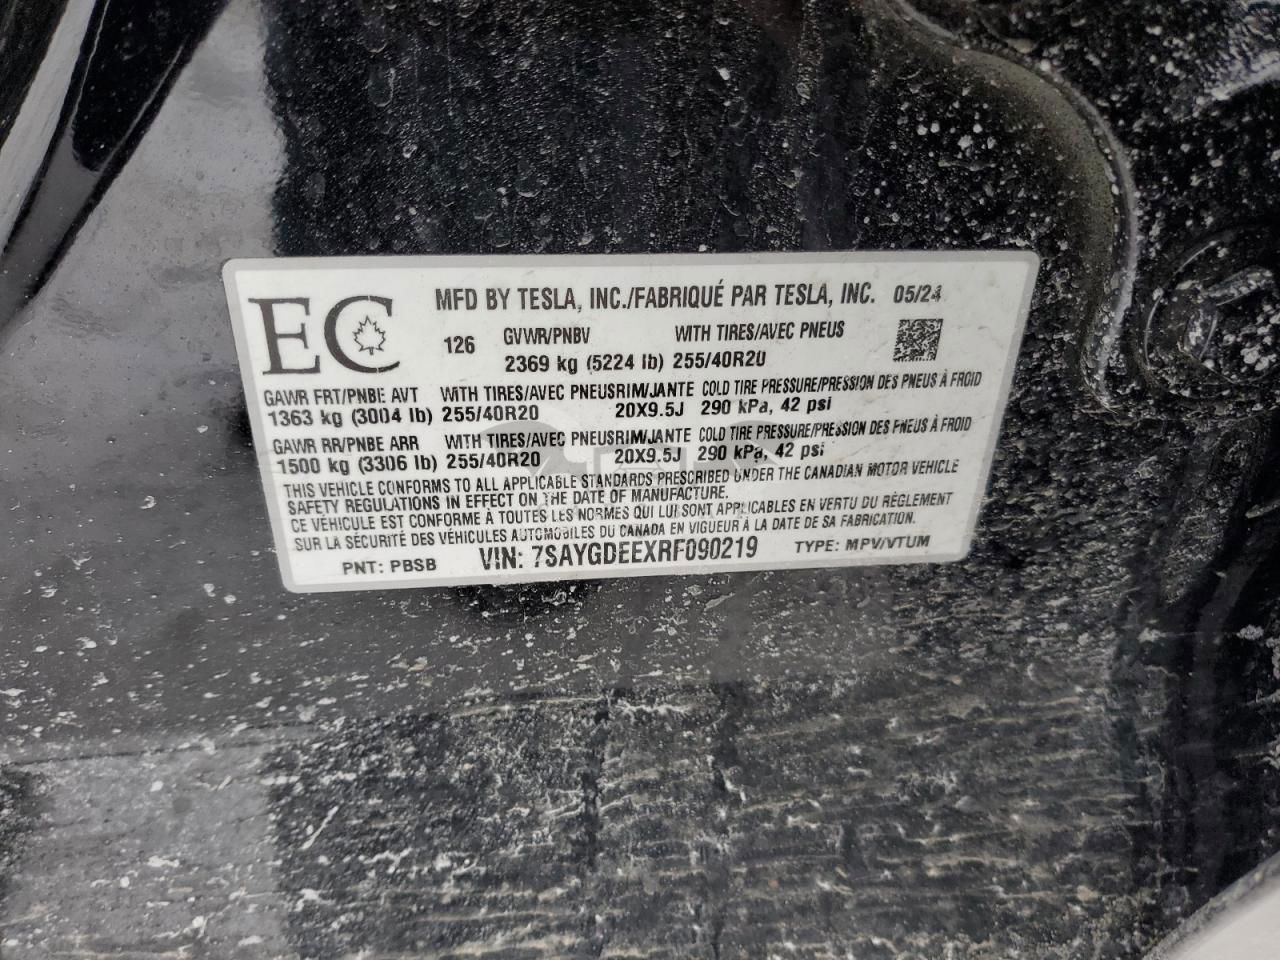 EC
MFD BY TESLA, INC./FABRIQUÉ PAR TESLA, INC. 05/24
126 GVWR/PNBV WITH TIRES/AVEC PNEUS
2369 kg (5224 lb) 255/40R20
GAWR FRT/PNBE AVT WITH TIRES/AVEC PNEUS RIM/JANTE COLD TIRE PRESSURE/PRESSION DES PNEUS À FROID
1363 kg (3004 lb) 255/40R20 20X9.5J 290 kPa, 42 psi
GAWR RR/PNBE ARR WITH TIRES/AVEC PNEUS RIM/JANTE COLD TIRE PRESSURE/PRESSION DES PNEUS À FROID
1500 kg (3306 lb) 255/40R20 20X9.5J 290 kPa, 42 psi
THIS VEHICLE CONFORMS TO ALL APPLICABLE STANDARDS PRESCRIBED UNDER THE CANADIAN MOTOR VEHICLE
SAFETY REGULATIONS IN EFFECT ON THE DATE OF MANUFACTURE.
CE VÉHICULE EST CONFORME À TOUTES LES NORMES QUI LUI SONT APPLICABLES EN VERTU DU RÈGLEMENT
SUR LA SÉCURITÉ DES VÉHICULES AUTOMOBILES DU CANADA EN VIGUEUR À LA DATE DE SA FABRICATION.
PNT: PBSB VIN: 7SAYGDEEXRF090219 TYPE: MPV/VTUM